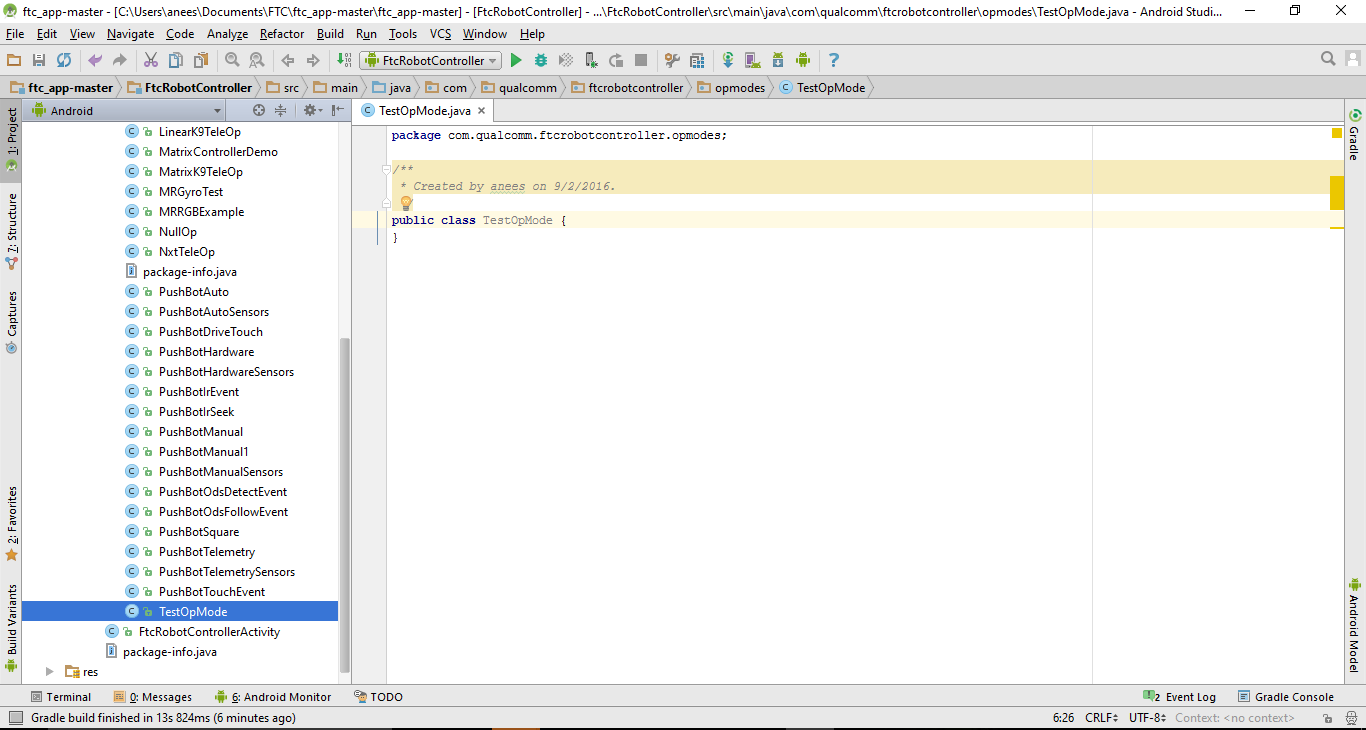 ftc_app-master - [C:\Users\anees\Documents\FTC\ftc_app-master\ftc_app-master] - [FtcRobotController] - ...\FtcRobotController\src\main\java\com\qualcomm\ftcrobotcontroller\opmodes\TestOpMode.java - Android Studi...
File Edit View Navigate Code Analyze Refactor Build Run Tools VCS Window Help
FtcRobotController
ftc_app-master FtcRobotController src main java com qualcomm ftcrobotcontroller opmodes TestOpMode
1: Project
7: Structure
Captures
2: Favorites
Build Variants
Android
LinearK9TeleOp
MatrixControllerDemo
MatrixK9TeleOp
MRGyroTest
MRRGBExample
NullOp
NxtTeleOp
package-info.java
PushBotAuto
PushBotAutoSensors
PushBotDriveTouch
PushBotHardware
PushBotHardwareSensors
PushBotIrEvent
PushBotIrSeek
PushBotManual
PushBotManual1
PushBotManualSensors
PushBotOdsDetectEvent
PushBotOdsFollowEvent
PushBotSquare
PushBotTelemetry
PushBotTelemetrySensors
PushBotTouchEvent
TestOpMode
FtcRobotControllerActivity
package-info.java
res
TestOpMode.java
package com.qualcomm.ftcrobotcontroller.opmodes;
/**
* Created by anees on 9/2/2016.
public class TestOpMode {
}
Gradle
Android Model
Terminal 0: Messages 6: Android Monitor TODO 2 Event Log Gradle Console
Gradle build finished in 13s 824ms (6 minutes ago) 6:26 CRLF UTF-8 Context: <no context>